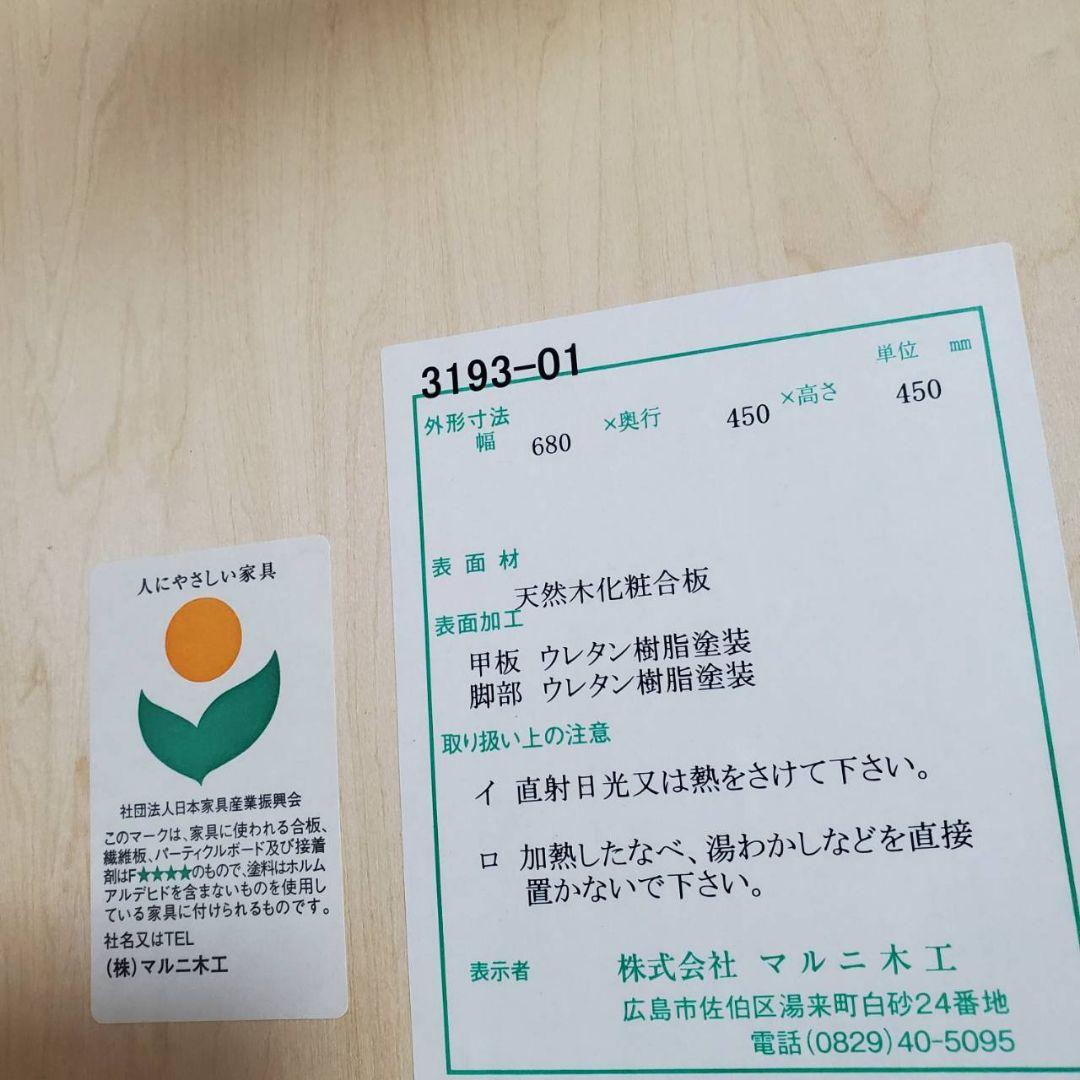 人にやさしい家具
社団法人日本家具産業振興会
このマークは、家具に使われる合板、
繊維板、パーティクルボード及び接着
剤はF★★★★のもので、塗料はホルム
アルデヒドを含まないものを使用し
ている家具に付けられるものです。
社名又はTEL
(株)マルニ木工
3193-01
単位 mm
外形寸法
幅 680 ×奥行 450 ×高さ 450
表面材
天然木化粧合板
表面加工
甲板 ウレタン樹脂塗装
脚部 ウレタン樹脂塗装
取り扱い上の注意
イ 直射日光又は熱をさけて下さい。
ロ 加熱したなべ、湯わかしなどを直接
置かないで下さい。
表示者 株式会社 マルニ木工
広島市佐伯区湯来町白砂24番地
電話(0829)40-5095